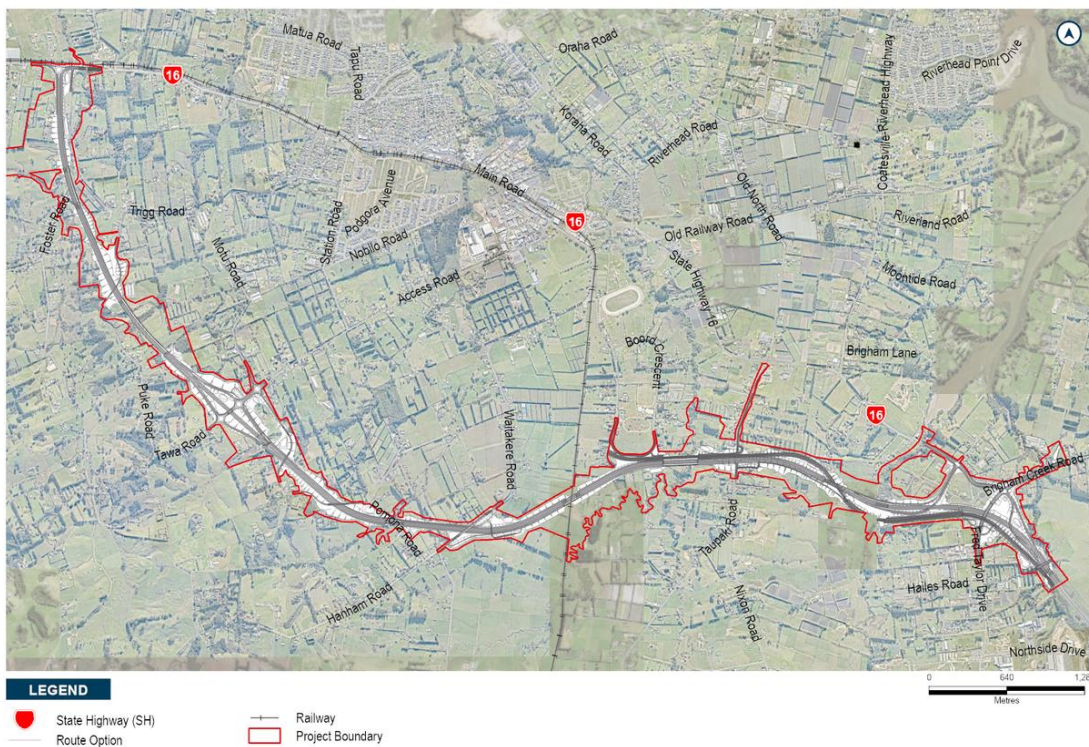 Matua Road
Tapu Road
Oraha Road
Riverhead Point Drive
16
Koraha Road
Riverhead Road
Coatesville-Riverhead Highway
Main Road
Trigg Road
Foster Road
Motu Road
Station Road
Podgora Avenue
Nobilo Road
Access Road
16
Old North Road
Old Railway Road
State Highway 16
Riverland Road
Moontide Road
Boord Crescent
Brigham Lane
Puke Road
Tawa Road
Waitakere Road
16
Pomona Road
Brigham Creek Road
Taupaki Road
Fred Taylor Drive
Hanham Road
Nixon Road
Hailes Road
Northside Drive
LEGEND
State Highway (SH)
Route Option
Railway
Project Boundary
0 640 1,28
Metres